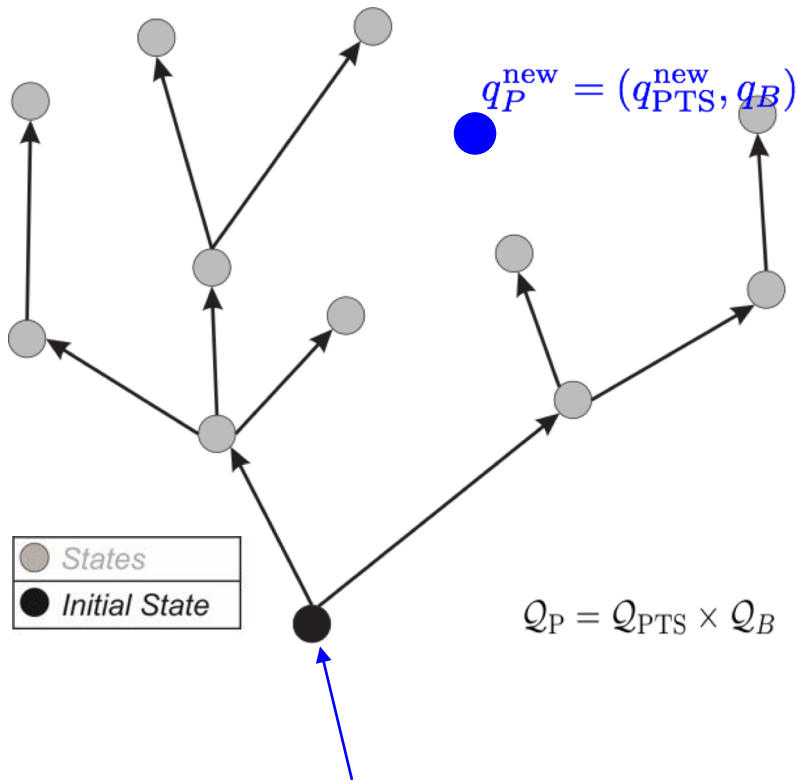 q_P^new = (q_PTS^new, q_B)
States
Initial State
𝒬_P = 𝒬_PTS × 𝒬_B